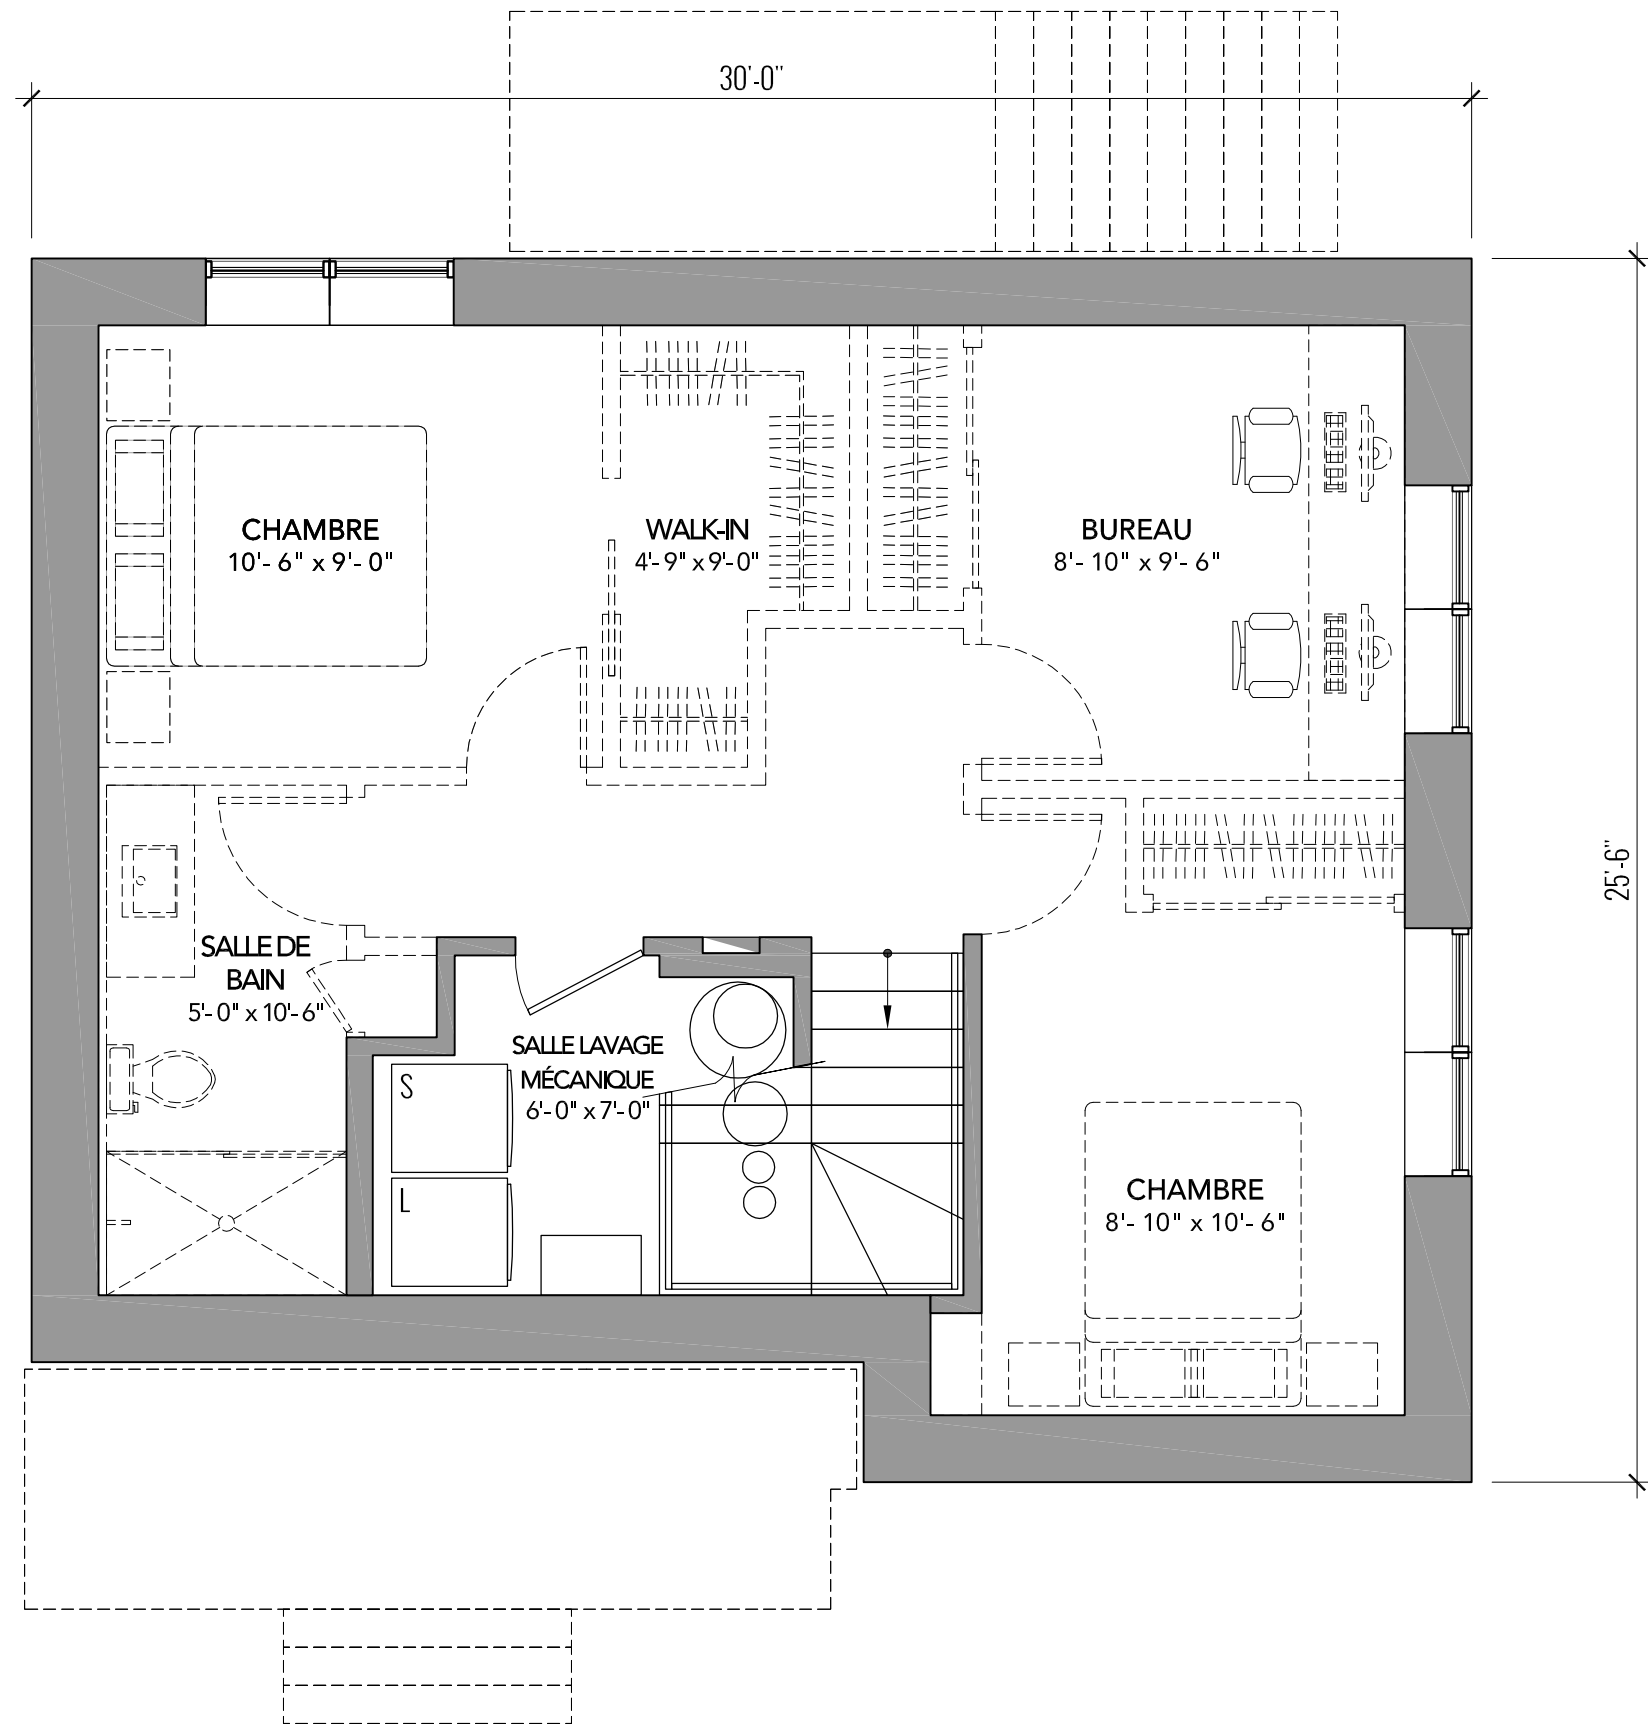 30'-0"
CHAMBRE
10'- 6" x 9'- 0"
WALK-IN
4'-9" x 9'-0"
BUREAU
8'- 10" x 9'- 6"
25'-6"
SALLE DE
BAIN
5'-0" x 10'-6"
SALLE LAVAGE
MÉCANIQUE
6'-0" x 7'-0"
S
L
CHAMBRE
8'- 10" x 10'- 6"